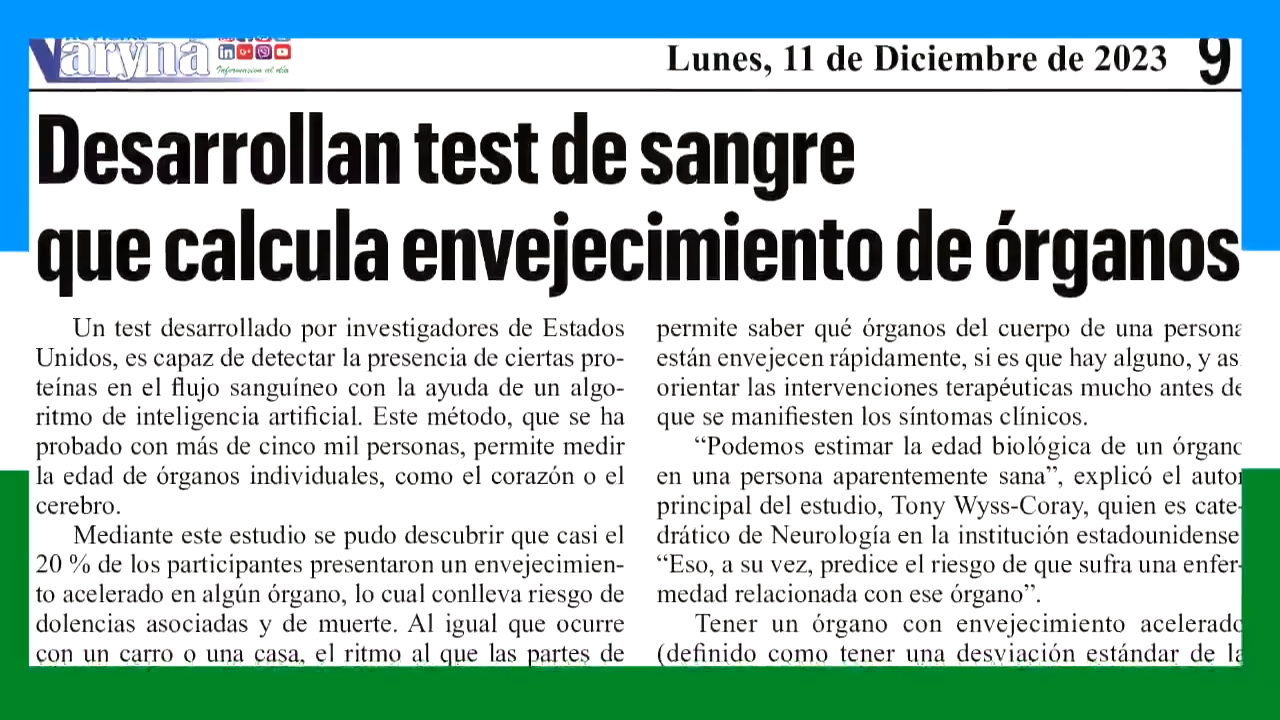 Varyná
Informacion al día
Lunes, 11 de Diciembre de 2023 9
Desarrollan test de sangre
que calcula envejecimiento de órganos
Un test desarrollado por investigadores de Estados
Unidos, es capaz de detectar la presencia de ciertas pro-
teínas en el flujo sanguíneo con la ayuda de un algo-
ritmo de inteligencia artificial. Este método, que se ha
probado con más de cinco mil personas, permite medir
la edad de órganos individuales, como el corazón o el
cerebro.
Mediante este estudio se pudo descubrir que casi el
20 % de los participantes presentaron un envejecimien-
to acelerado en algún órgano, lo cual conlleva riesgo de
dolencias asociadas y de muerte. Al igual que ocurre
con un carro o una casa, el ritmo al que las partes de
permite saber qué órganos del cuerpo de una persona
están envejecen rápidamente, si es que hay alguno, y as
orientar las intervenciones terapéuticas mucho antes de
que se manifiesten los síntomas clínicos.
“Podemos estimar la edad biológica de un órgano
en una persona aparentemente sana”, explicó el autor
principal del estudio, Tony Wyss-Coray, quien es cate-
drático de Neurología en la institución estadounidense
“Eso, a su vez, predice el riesgo de que sufra una enfer-
medad relacionada con ese órgano”.
Tener un órgano con envejecimiento acelerado
(definido como tener una desviación estándar de la